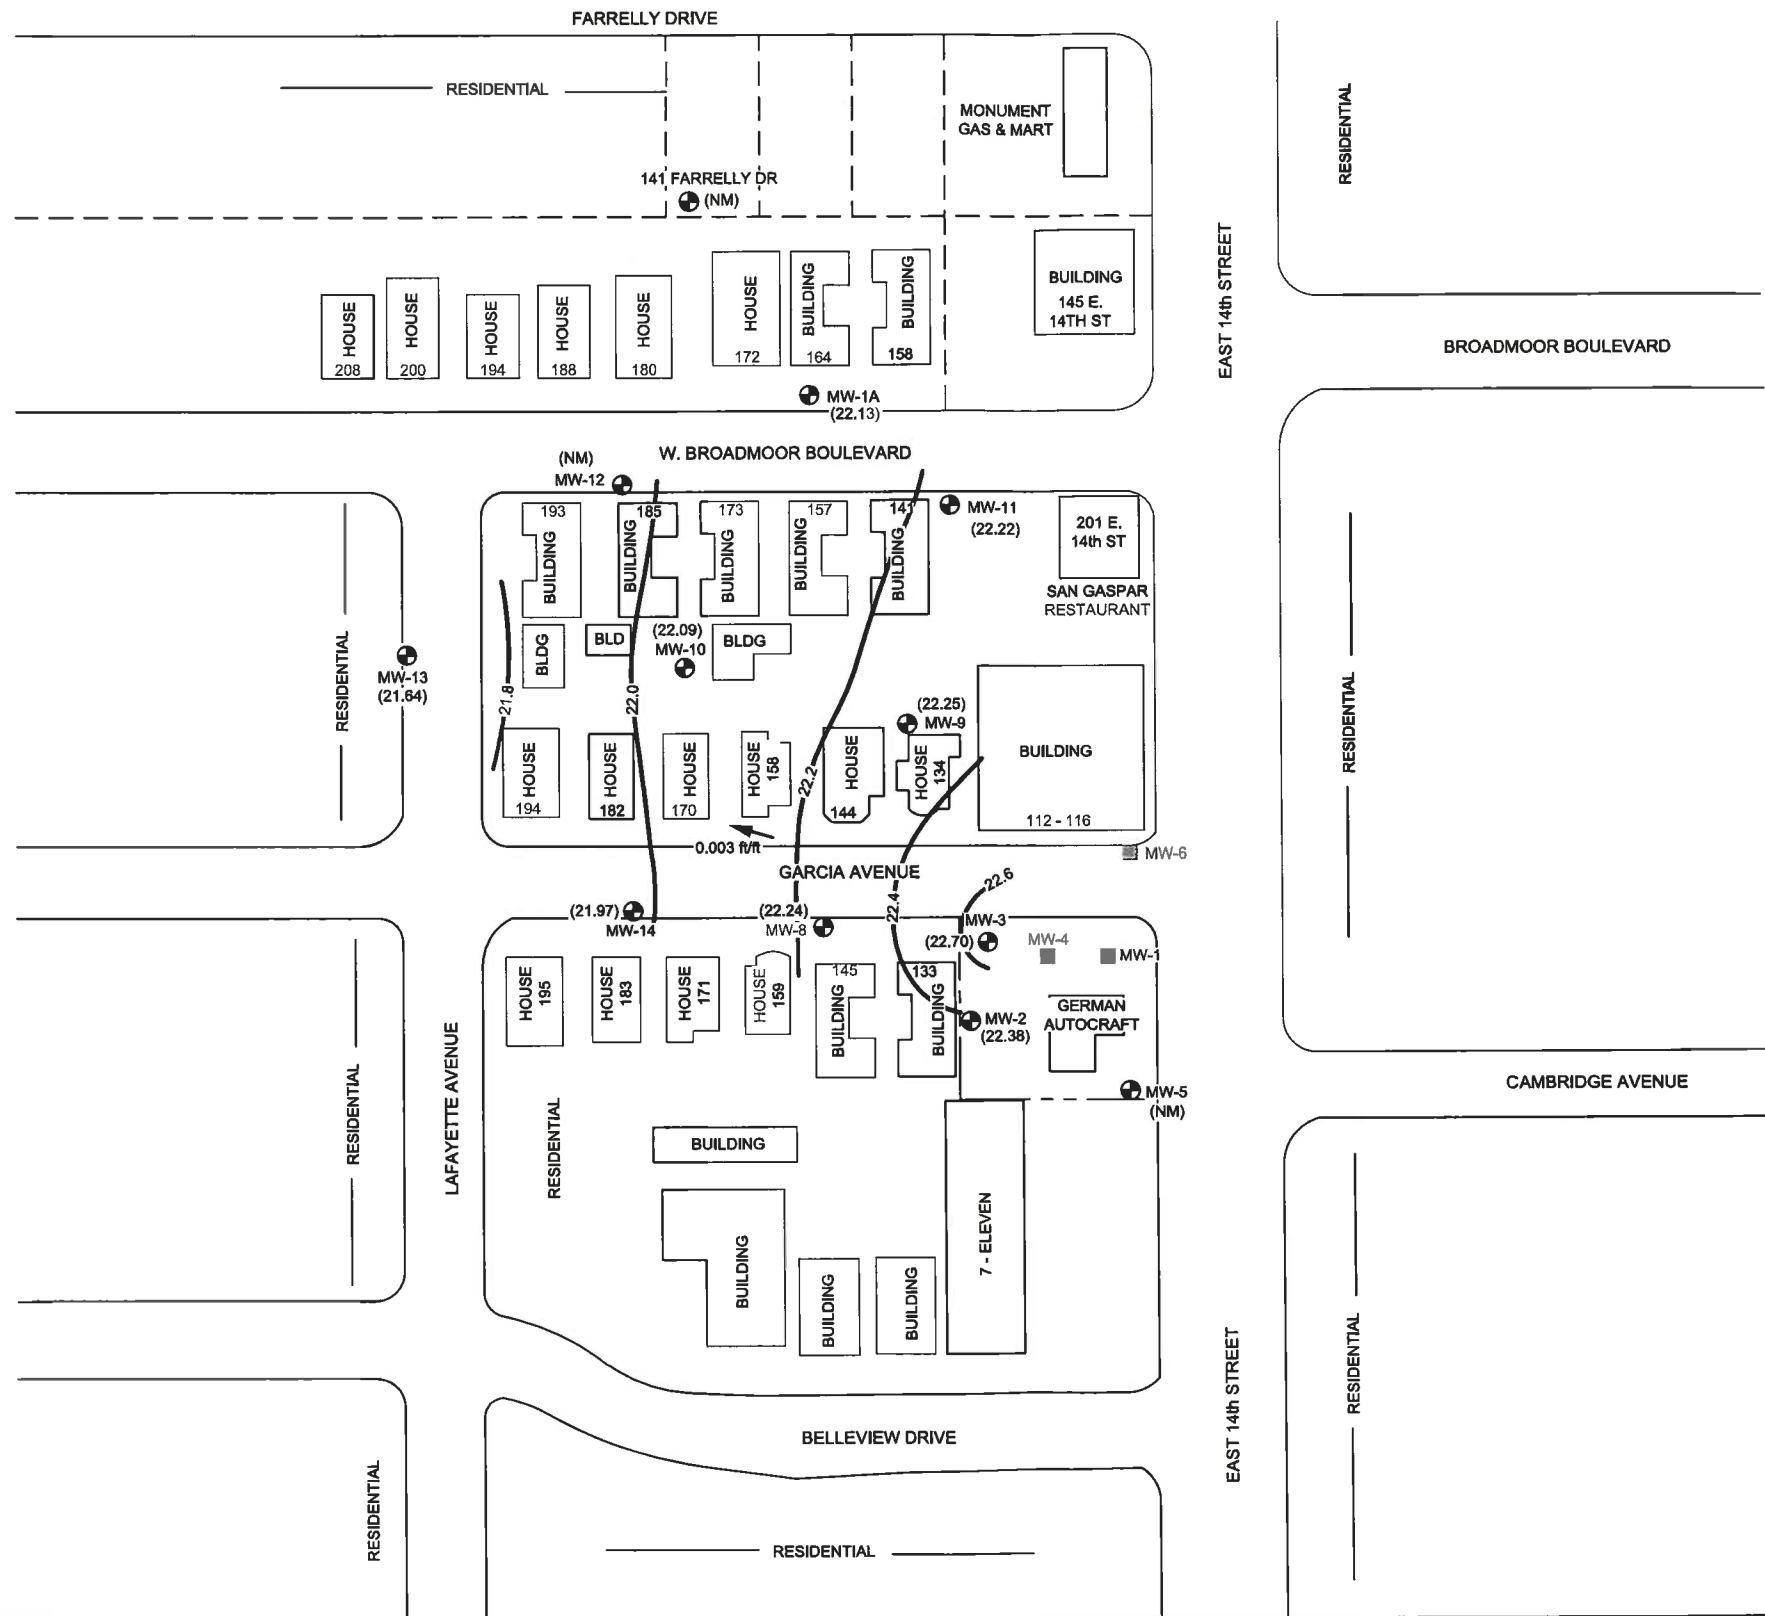 FARRELLY DRIVE
RESIDENTIAL
MONUMENT
GAS & MART
RESIDENTIAL
141 FARRELLY DR
(NM)
EAST 14th STREET
HOUSE
208
HOUSE
200
HOUSE
194
HOUSE
188
HOUSE
180
HOUSE
172
BUILDING
164
BUILDING
158
BUILDING
145 E.
14TH ST
BROADMOOR BOULEVARD
MW-1A
(22.13)
W. BROADMOOR BOULEVARD
(NM)
MW-12
193
BUILDING
185
BUILDING
173
BUILDING
157
BUILDING
141
BUILDING
MW-11
(22.22)
201 E.
14th ST
SAN GASPAR
RESTAURANT
BLDG
BLD
(22.09)
MW-10
BLDG
RESIDENTIAL
MW-13
(21.64)
21.8
22.0
22.2
(22.25)
MW-9
RESIDENTIAL
HOUSE
194
HOUSE
182
HOUSE
170
HOUSE
158
HOUSE
144
HOUSE
134
BUILDING
112 - 116
0.003 ft/ft
GARCIA AVENUE
MW-6
22.6
22.4
(21.97)
MW-14
(22.24)
MW-8
MW-3
(22.70)
MW-4
MW-1
HOUSE
195
HOUSE
183
HOUSE
171
HOUSE
159
145
BUILDING
133
BUILDING
MW-2
(22.38)
GERMAN
AUTOCRAFT
MW-5
(NM)
CAMBRIDGE AVENUE
RESIDENTIAL
LAFAYETTE AVENUE
RESIDENTIAL
BUILDING
BUILDING
BUILDING
BUILDING
7 - ELEVEN
RESIDENTIAL
EAST 14th STREET
BELLEVIEW DRIVE
RESIDENTIAL
RESIDENTIAL